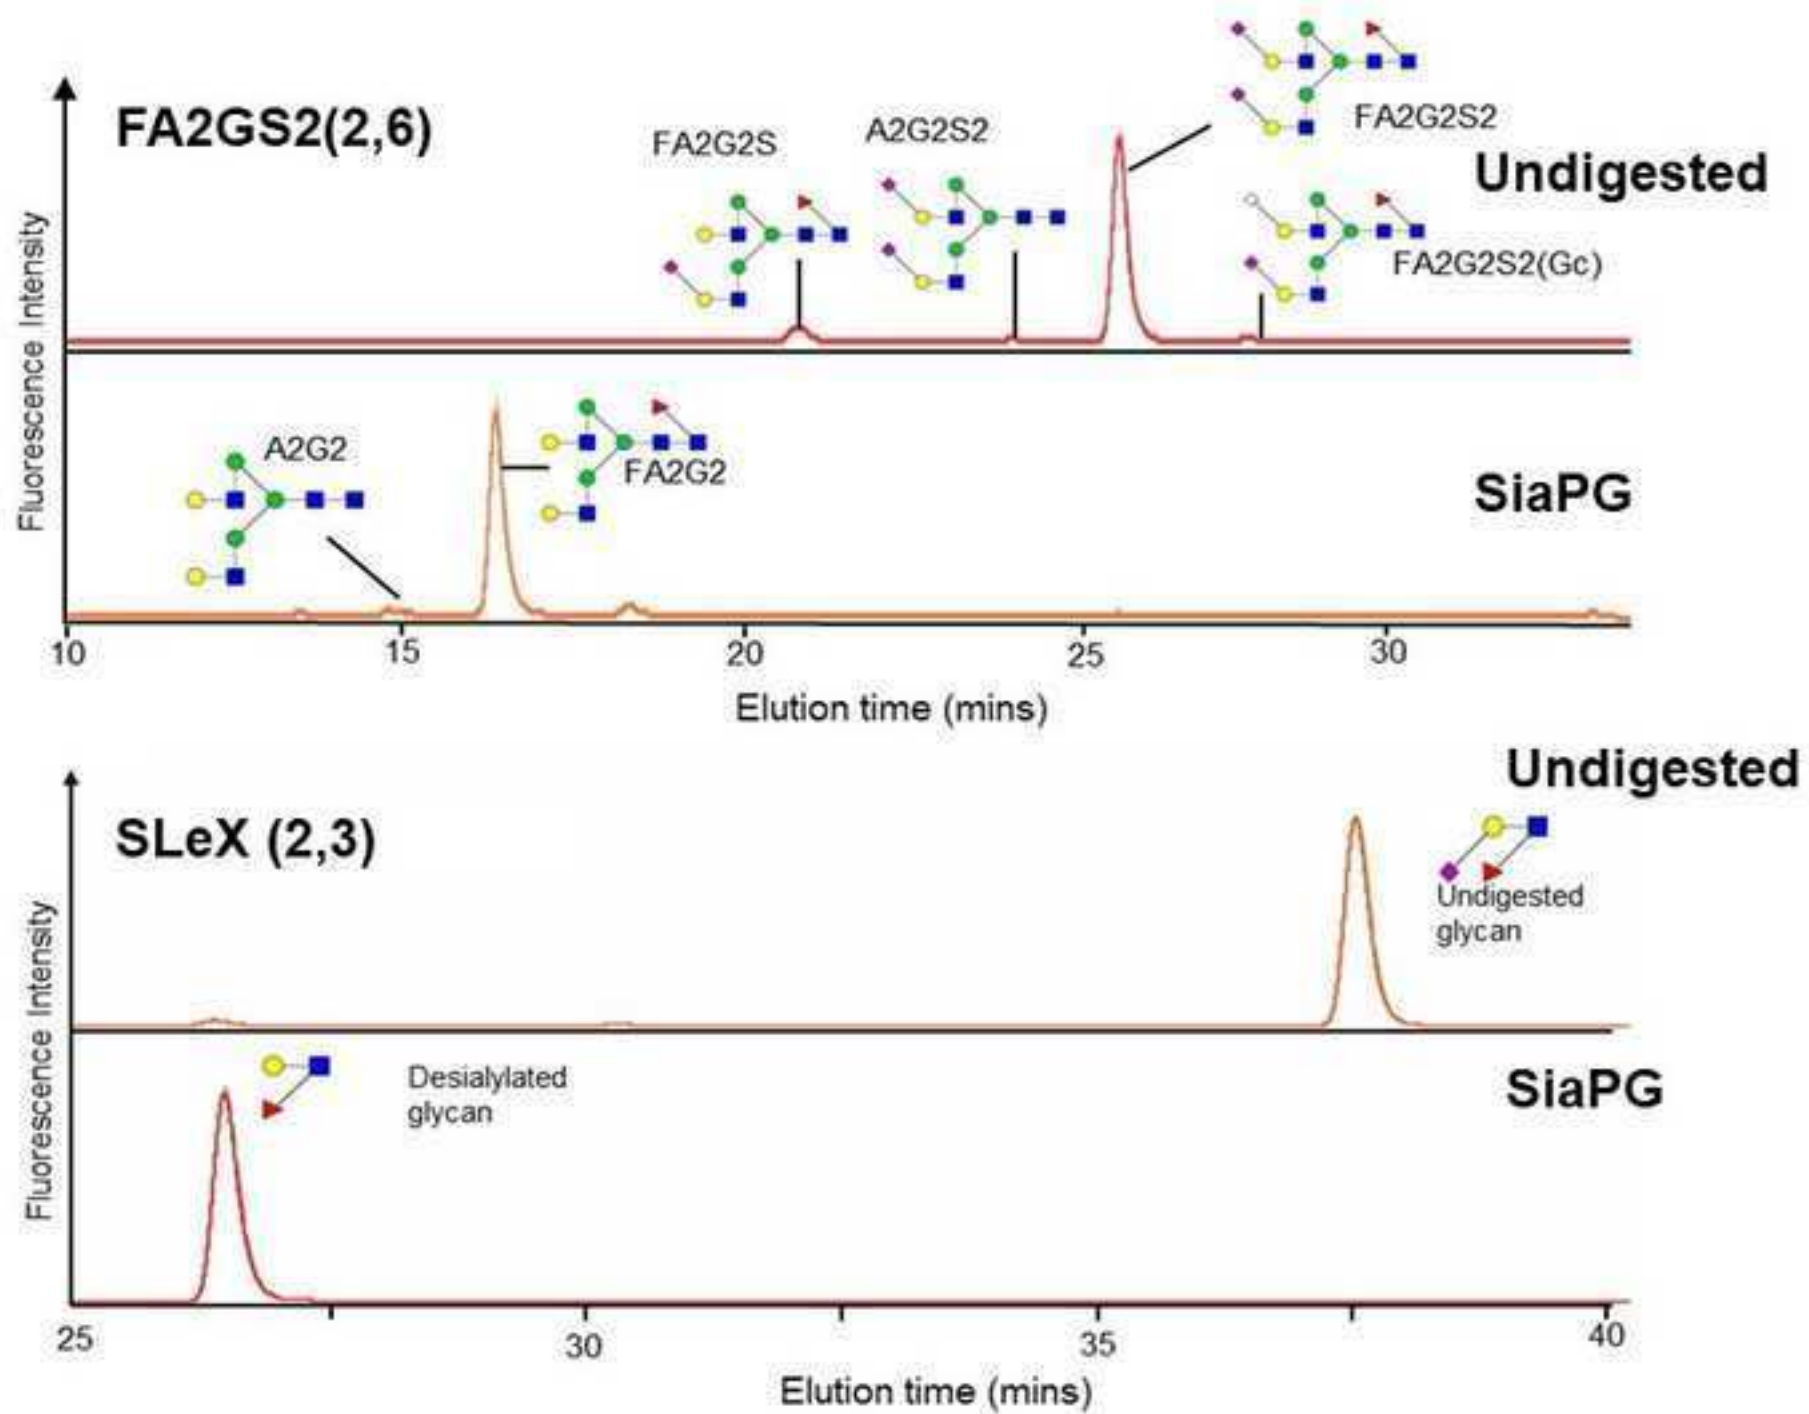 FA2GS2(2,6)
FA2G2S
A2G2S2
FA2G2S2
Undigested
FA2G2S2(Gc)
Fluorescence Intensity
A2G2
FA2G2
SiaPG
10
15
20
25
30
Elution time (mins)
Undigested
SLeX (2,3)
Undigested
glycan
Fluorescence Intensity
Desialylated
glycan
SiaPG
25
30
35
40
Elution time (mins)